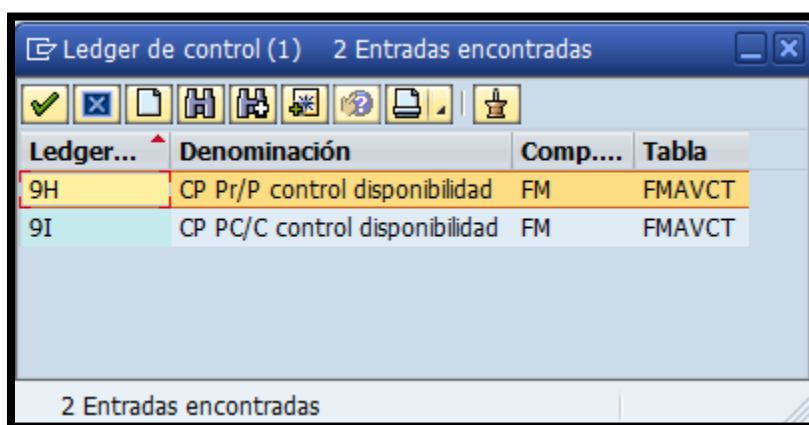 Ledger de control (1) 2 Entradas encontradas
Ledger... Denominación Comp.... Tabla
9H CP Pr/P control disponibilidad FM FMAVCT
9I CP PC/C control disponibilidad FM FMAVCT
2 Entradas encontradas